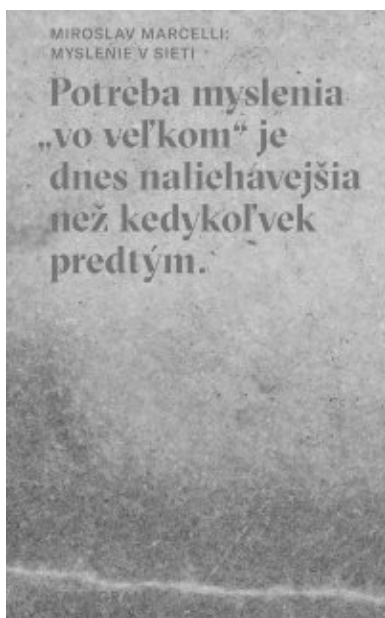 MIROSLAV MARCELLI:
MYSLENIE V SIETI
Potreba myslenia
„vo veľkom“ je
dnes naliehavejšia
než kedykoľvek
predtým.